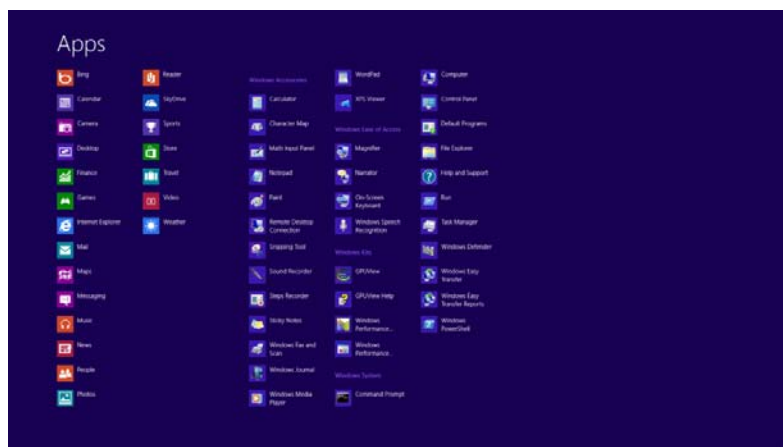 Apps
Bing
Calendar
Camera
Desktop
Finance
Games
Internet Explorer
Mail
Maps
Messaging
Music
News
People
Photos
Reader
SkyDrive
Sports
Store
Travel
Video
Weather
Windows Accessories
Calculator
Character Map
Math Input Panel
Notepad
Paint
Remote Desktop
Connection
Snipping Tool
Sound Recorder
Steps Recorder
Sticky Notes
Windows Fax and
Scan
Windows Journal
Windows Media
Player
WordPad
XPS Viewer
Windows Ease of Access
Magnifier
Narrator
On-Screen
Keyboard
Windows Speech
Recognition
Windows Kits
GPUView
GPUView Help
Windows
Performance...
Windows
Performance...
Windows System
Command Prompt
Computer
Control Panel
Default Programs
File Explorer
Help and Support
Run
Task Manager
Windows Defender
Windows Easy
Transfer
Windows Easy
Transfer Reports
Windows
PowerShell